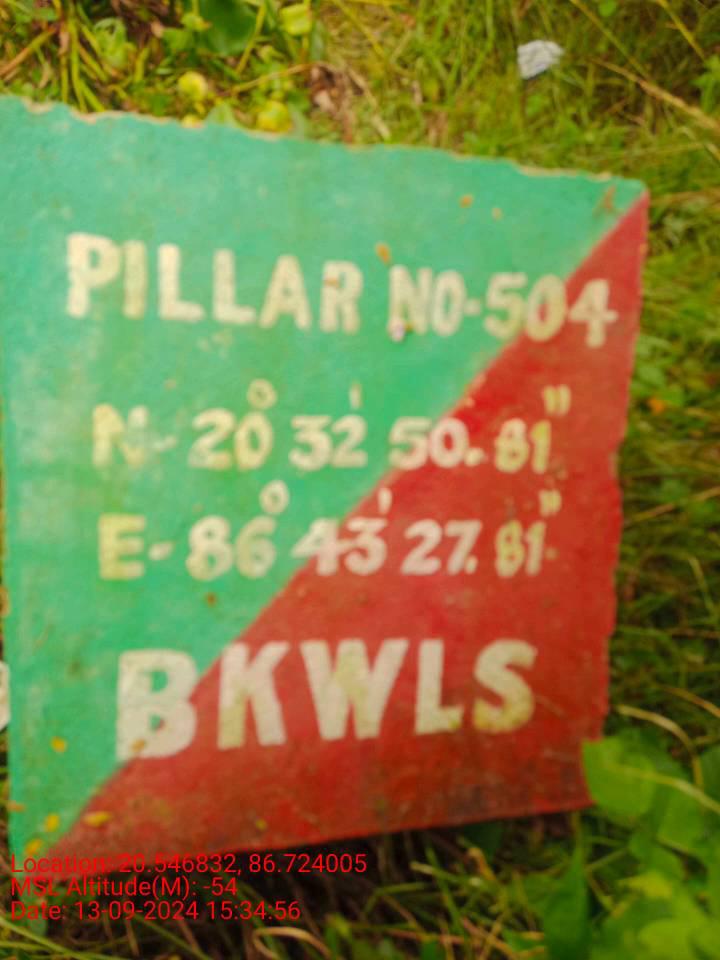 PILLAR NO-504
N- 20° 32' 50.81"
E- 86° 43' 27.81"
BKWLS
Location: 20.546832, 86.724005
MSL Altitude(M): -54
Date: 13-09-2024 15:34:56